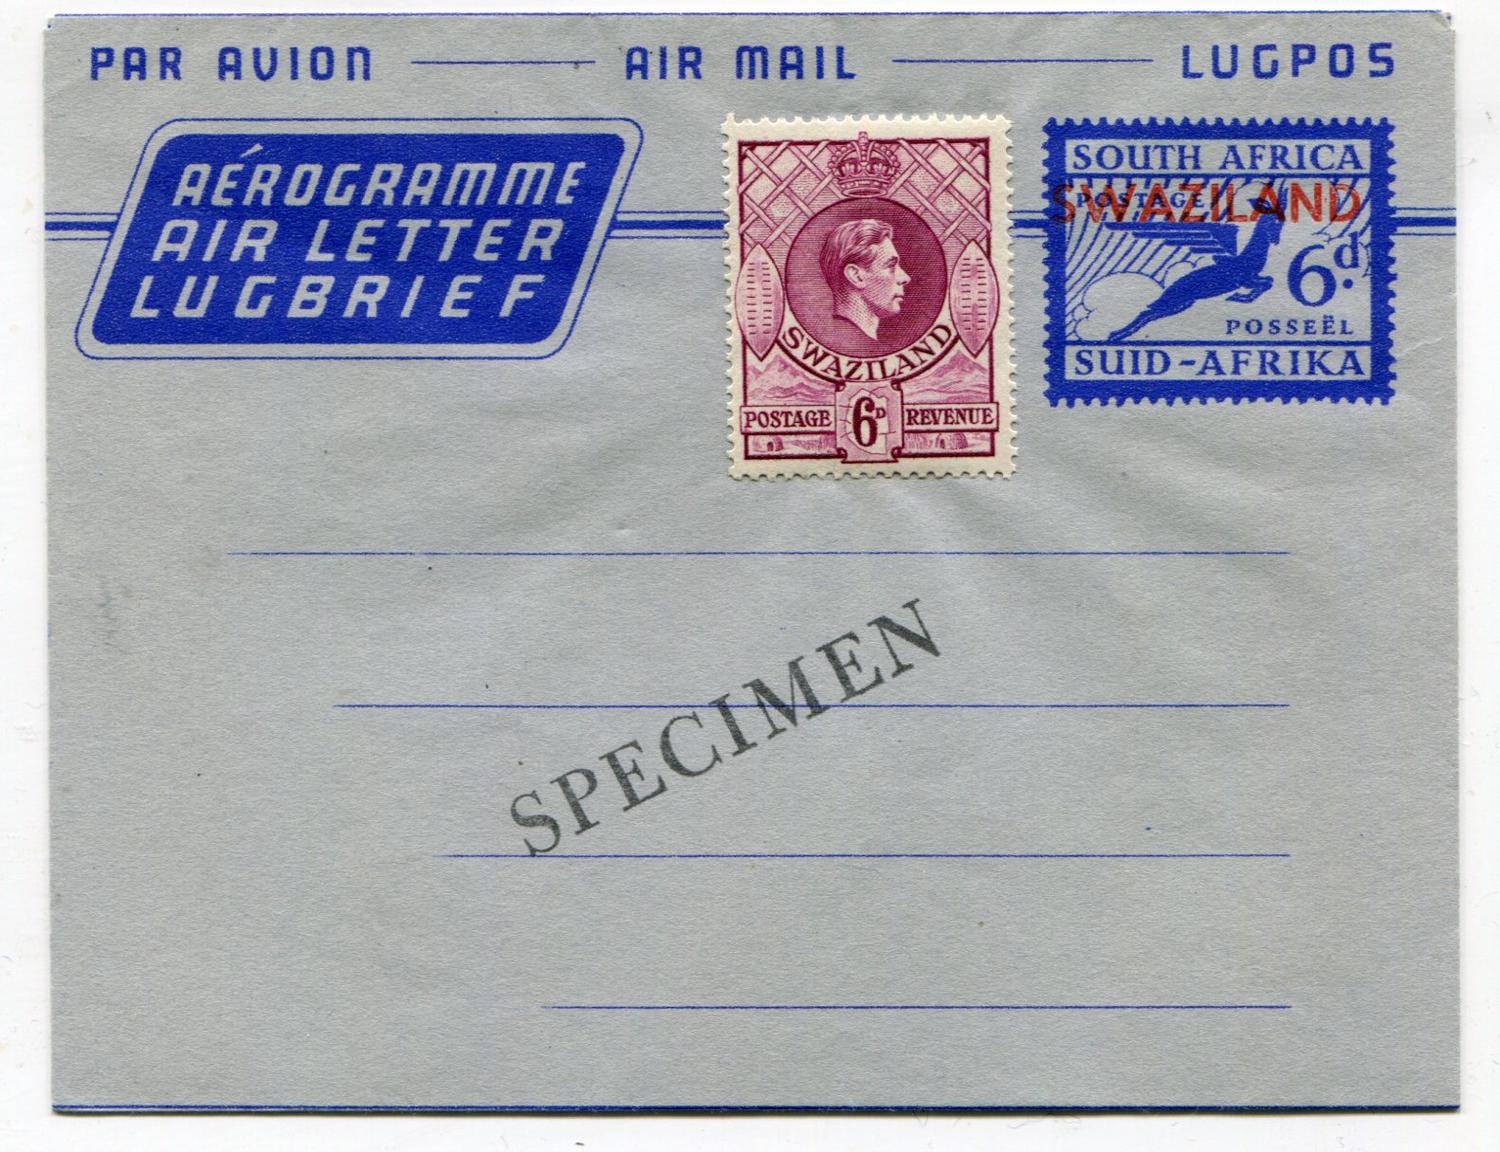 PAR AVION AIR MAIL LUGPOS
AÉROGRAMME
AIR LETTER
LUGBRIEF
SWAZILAND
POSTAGE 6D REVENUE
SOUTH AFRICA
POSTAGE
SWAZILAND
6d.
POSSEËL
SUID-AFRIKA
SPECIMEN